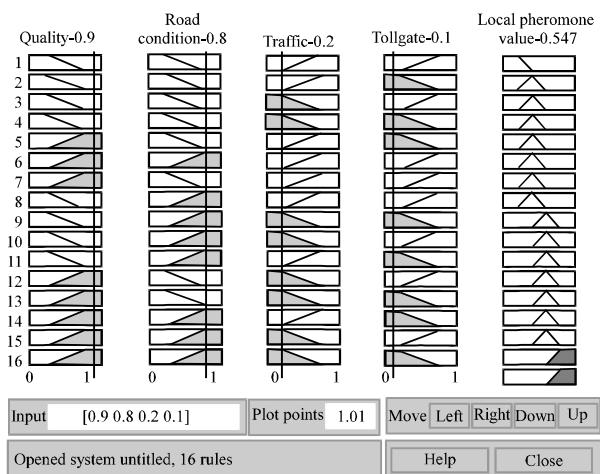 Quality-0.9
Road
condition-0.8
Traffic-0.2
Tollgate-0.1
Local pheromone
value-0.547
1
2
3
4
5
6
7
8
9
10
11
12
13
14
15
16
0 1 0 1 0 1 0 1 0 1
Input [0.9 0.8 0.2 0.1] Plot points 1.01 Move Left Right Down Up
Opened system untitled, 16 rules Help Close